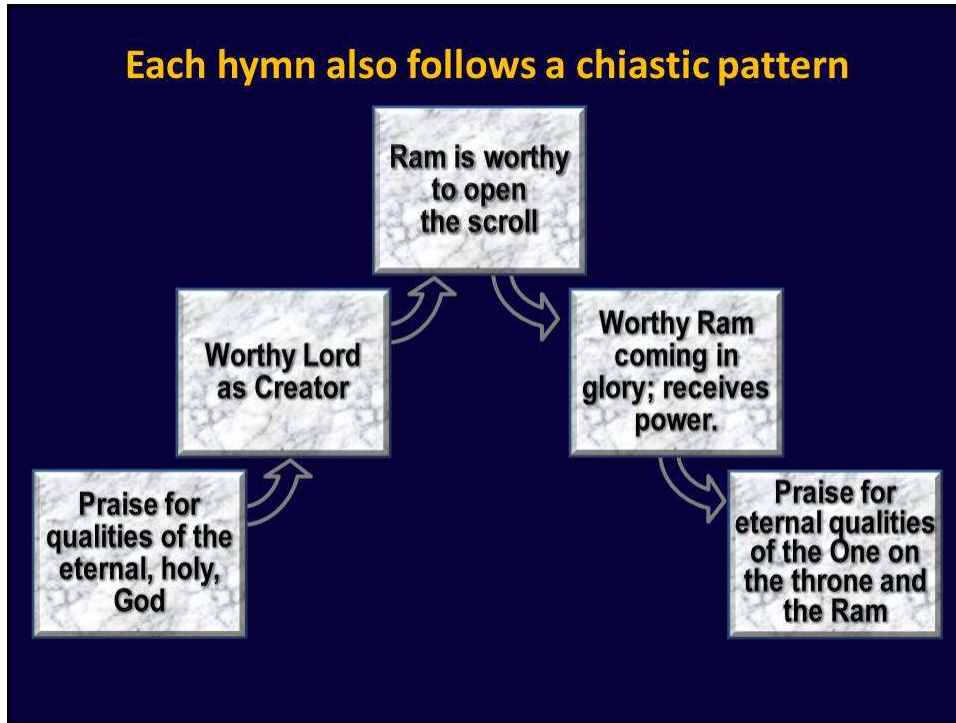 Each hymn also follows a chiastic pattern
Ram is worthy
to open
the scroll
Worthy Lord
as Creator
Worthy Ram
coming in
glory; receives
power.
Praise for
qualities of the
eternal, holy,
God
Praise for
eternal qualities
of the One on
the throne and
the Ram